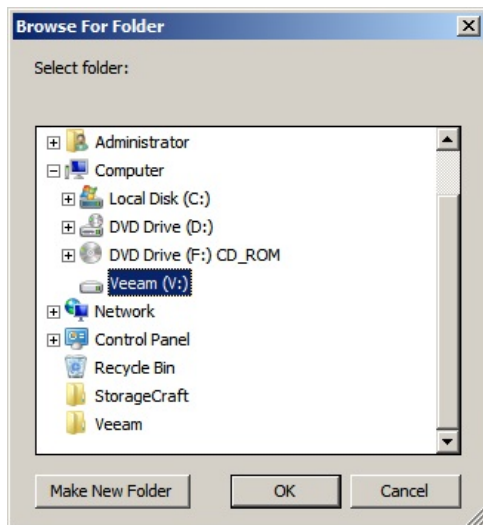 Browse For Folder
Select folder:
Administrator
Computer
Local Disk (C:)
DVD Drive (D:)
DVD Drive (F:) CD_ROM
Veeam (V:)
Network
Control Panel
Recycle Bin
StorageCraft
Veeam
Make New Folder
OK
Cancel